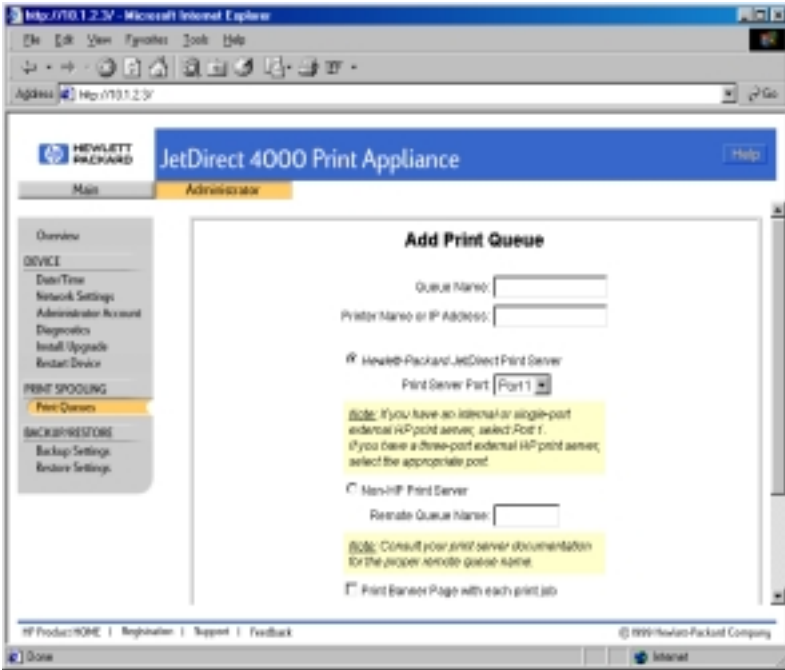 http://10.1.2.3/ - Microsoft Internet Explorer
File Edit View Favorites Tools Help
Address http://10.1.2.3/ Go
HEWLETT PACKARD
JetDirect 4000 Print Appliance
Help
Main Administrator
Overview
DEVICE
Date/Time
Network Settings
Administrator Account
Diagnostics
Install/Upgrade
Restart Device
PRINT SPOOLING
Print Queues
BACKUP/RESTORE
Backup Settings
Restore Settings
Add Print Queue
Queue Name:
Printer Name or IP Address:
Hewlett-Packard JetDirect Print Server
Print Server Port: Port 1
Note: If you have an internal or single-port
external HP print server, select Port 1.
If you have a three-port external HP print server,
select the appropriate port.
Non-HP Print Server
Remote Queue Name:
Note: Consult your print server documentation
for the proper remote queue name.
Print Banner Page with each print job
HP Product HOME | Registration | Support | Feedback
© 1999 Hewlett-Packard Company
Done
Internet